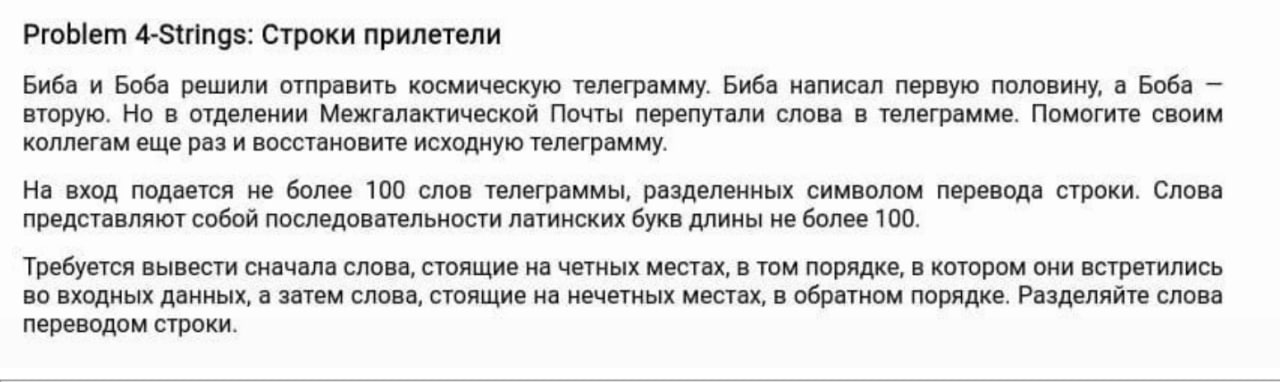 Problem 4-Strings: Строки прилетели
Биба и Боба решили отправить космическую телеграмму. Биба написал первую половину, а Боба —
вторую. Но в отделении Межгалактической Почты перепутали слова в телеграмме. Помогите своим
коллегам еще раз и восстановите исходную телеграмму.
На вход подается не более 100 слов телеграммы, разделенных символом перевода строки. Слова
представляют собой последовательности латинских букв длины не более 100.
Требуется вывести сначала слова, стоящие на четных местах, в том порядке, в котором они встретились
во входных данных, а затем слова, стоящие на нечетных местах, в обратном порядке. Разделяйте слова
переводом строки.